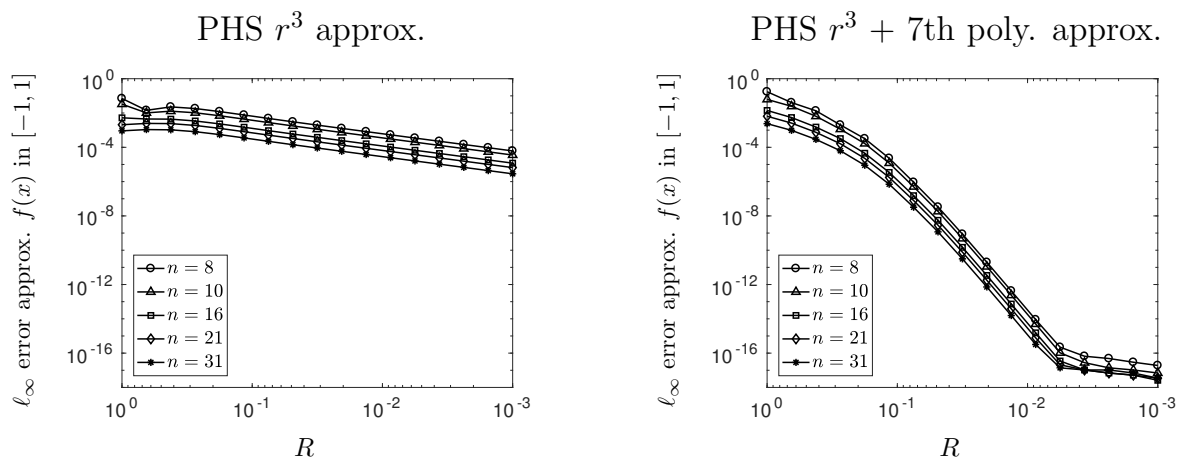 PHS r³ approx.
ℓ∞ error approx. f(x) in [−1, 1]
10⁰
10⁻⁴
10⁻⁸
10⁻¹²
10⁻¹⁶
n = 8
n = 10
n = 16
n = 21
n = 31
10⁰ 10⁻¹ 10⁻² 10⁻³
R
PHS r³ + 7th poly. approx.
ℓ∞ error approx. f(x) in [−1, 1]
10⁰
10⁻⁴
10⁻⁸
10⁻¹²
10⁻¹⁶
n = 8
n = 10
n = 16
n = 21
n = 31
10⁰ 10⁻¹ 10⁻² 10⁻³
R